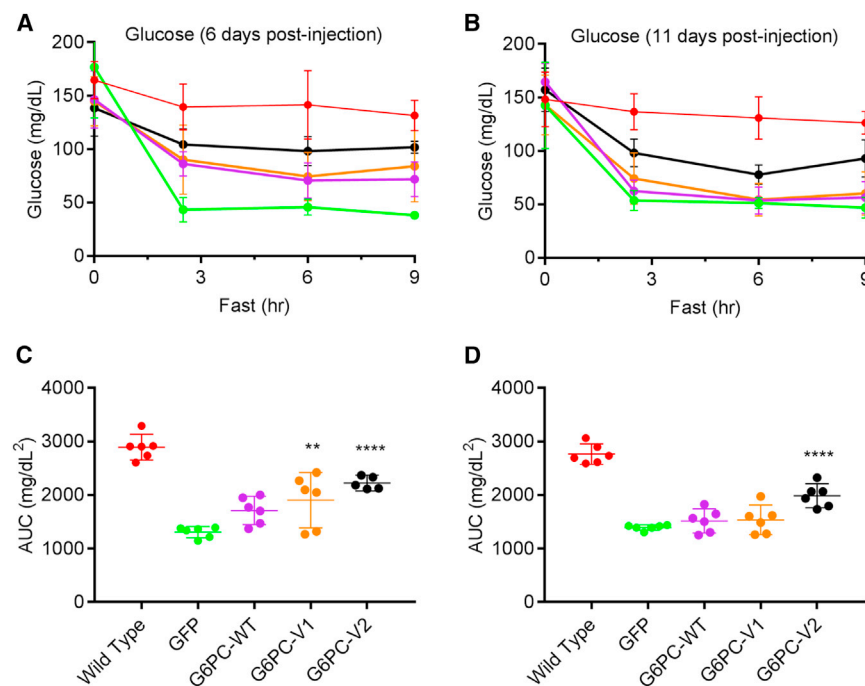 A
B
Glucose (6 days post-injection)
Glucose (11 days post-injection)
200
150
100
50
0
Glucose (mg/dL)
0 3 6 9
Fast (hr)
200
150
100
50
0
Glucose (mg/dL)
0 3 6 9
Fast (hr)
C
D
4000
3000
2000
1000
0
AUC (mg/dL²)
** ****
Wild Type
GFP
G6PC-WT
G6PC-V1
G6PC-V2
4000
3000
2000
1000
0
AUC (mg/dL²)
****
Wild Type
GFP
G6PC-WT
G6PC-V1
G6PC-V2